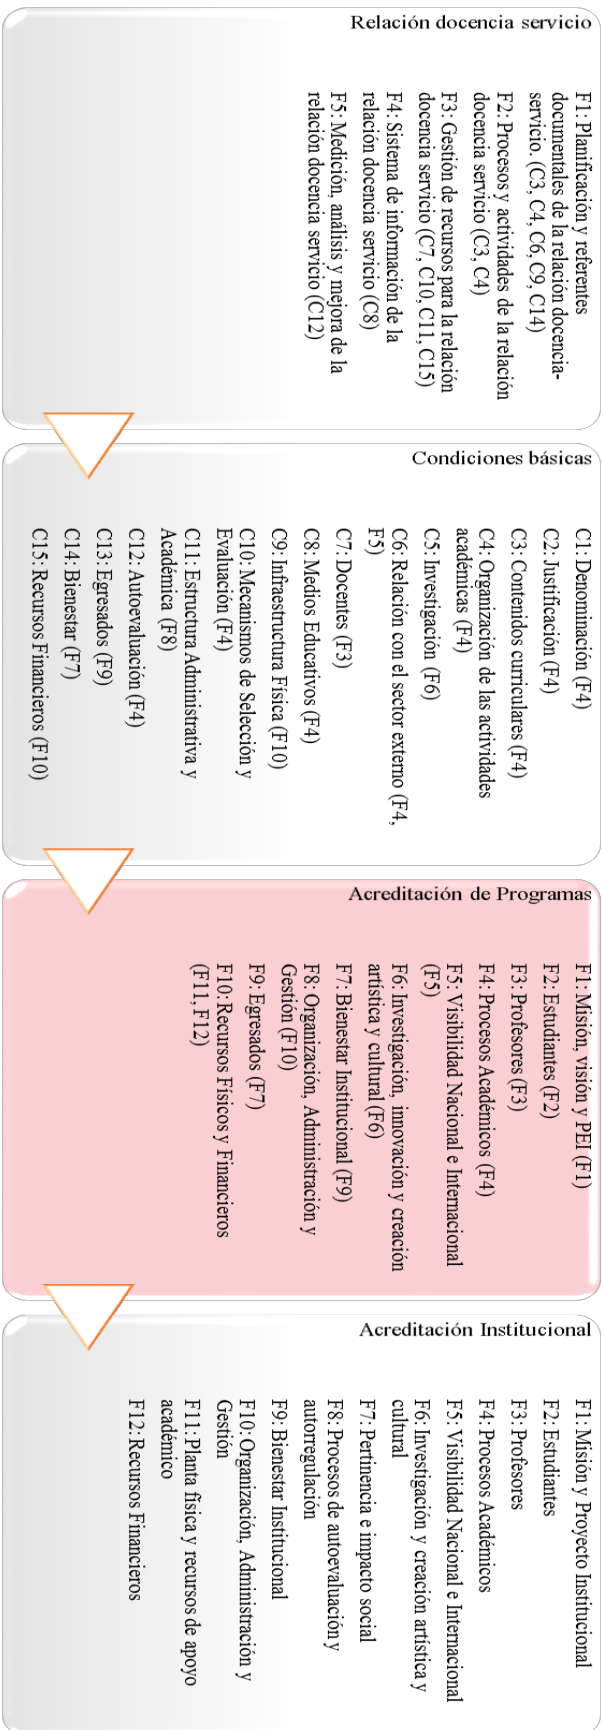 Relación docencia servicio
F1: Planificación y referentes
documentales de la relación docencia-
servicio. (C3, C4, C6, C9, C14)
F2: Procesos y actividades de la relación
docencia servicio (C3, C4)
F3: Gestión de recursos para la relación
docencia servicio (C7, C10, C11, C15)
F4: Sistema de información de la
relación docencia servicio (C8)
F5: Medición, análisis y mejora de la
relación docencia servicio (C12)
Condiciones básicas
C1: Denominación (F4)
C2: Justificación (F4)
C3: Contenidos curriculares (F4)
C4: Organización de las actividades
académicas (F4)
C5: Investigación (F6)
C6: Relación con el sector externo (F4,
F5)
C7: Docentes (F3)
C8: Medios Educativos (F4)
C9: Infraestructura Física (F10)
C10: Mecanismos de Selección y
Evaluación (F4)
C11: Estructura Administrativa y
Académica (F8)
C12: Autoevaluación (F4)
C13: Egresados (F9)
C14: Bienestar (F7)
C15: Recursos Financieros (F10)
Acreditación de Programas
F1: Misión, visión y PEI (F1)
F2: Estudiantes (F2)
F3: Profesores (F3)
F4: Procesos Académicos (F4)
F5: Visibilidad Nacional e Internacional
(F5)
F6: Investigación, innovación y creación
artística y cultural (F6)
F7: Bienestar Institucional (F9)
F8: Organización, Administración y
Gestión (F10)
F9: Egresados (F7)
F10: Recursos Físicos y Financieros
(F11, F12)
Acreditación Institucional
F1: Misión y Proyecto Institucional
F2: Estudiantes
F3: Profesores
F4: Procesos Académicos
F5: Visibilidad Nacional e Internacional
F6: Investigación y creación artística y
cultural
F7: Pertinencia e impacto social
F8: Procesos de autoevaluación y
autorregulación
F9: Bienestar Institucional
F10: Organización, Administración y
Gestión
F11: Planta física y recursos de apoyo
académico
F12: Recursos Financieros